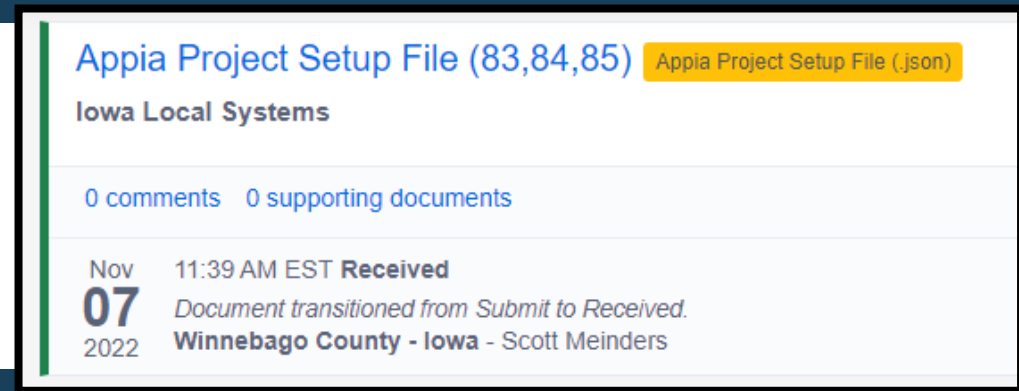 Appia Project Setup File (83,84,85) Appia Project Setup File (.json)
Iowa Local Systems
0 comments 0 supporting documents
Nov
07
2022
11:39 AM EST Received
Document transitioned from Submit to Received.
Winnebago County - Iowa - Scott Meinders